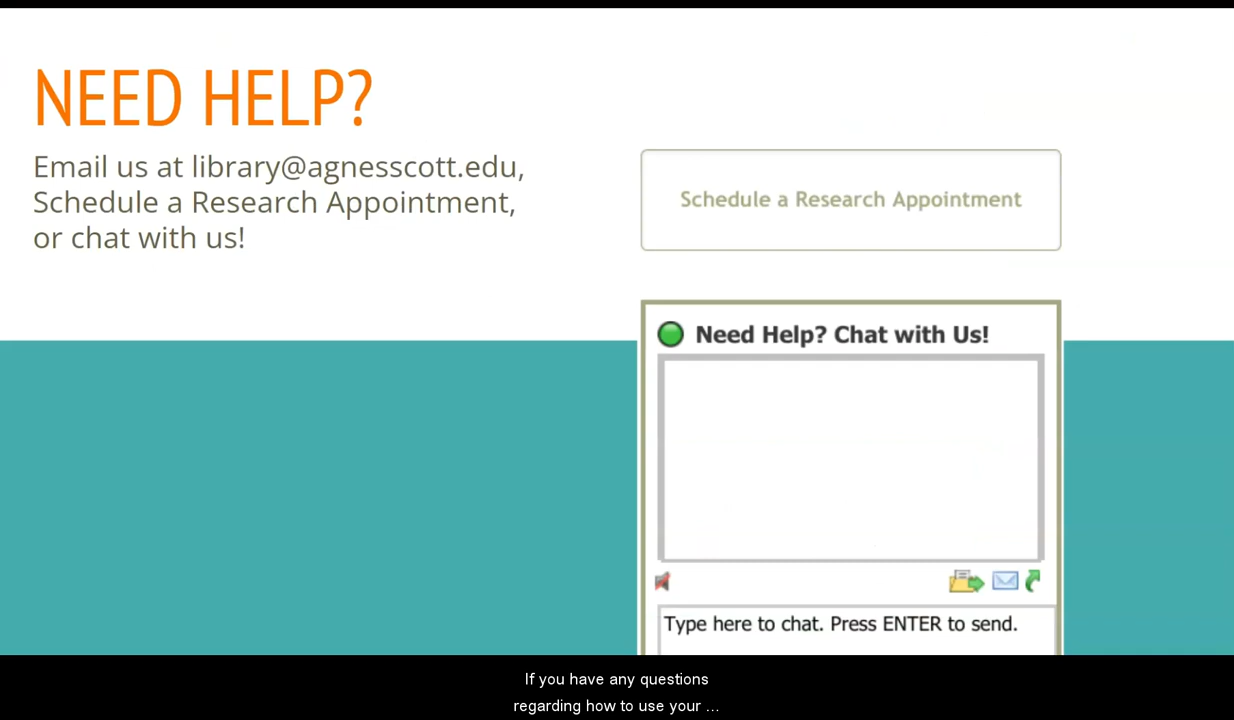 NEED HELP?
Email us at library@agnesscott.edu,
Schedule a Research Appointment,
or chat with us!
Schedule a Research Appointment
Need Help? Chat with Us!
Type here to chat. Press ENTER to send.
If you have any questions
regarding how to use your ...